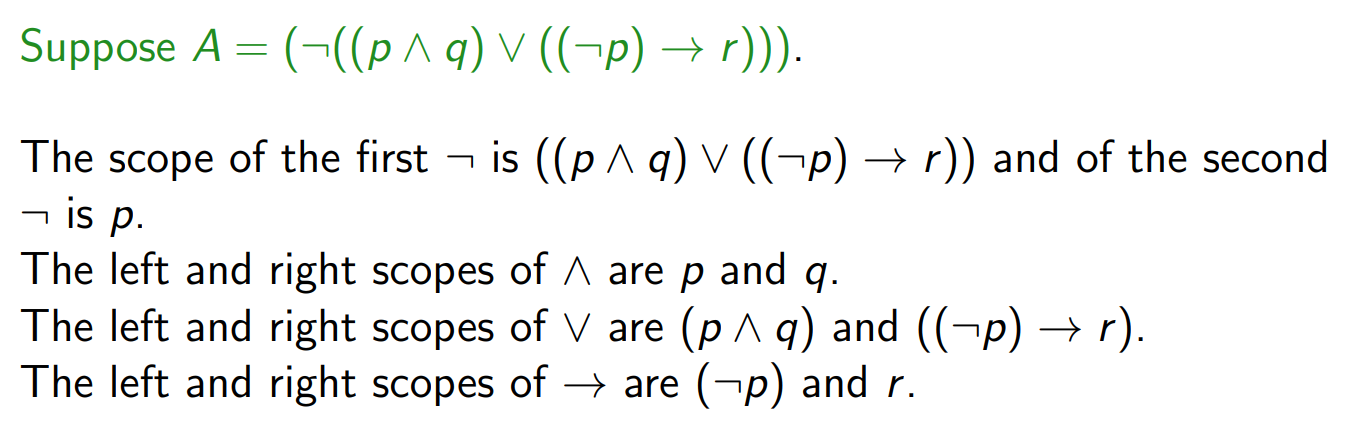 Suppose A = (¬((p ∧ q) ∨ ((¬p) → r))).
The scope of the first ¬ is ((p ∧ q) ∨ ((¬p) → r)) and of the second
¬ is p.
The left and right scopes of ∧ are p and q.
The left and right scopes of ∨ are (p ∧ q) and ((¬p) → r).
The left and right scopes of → are (¬p) and r.